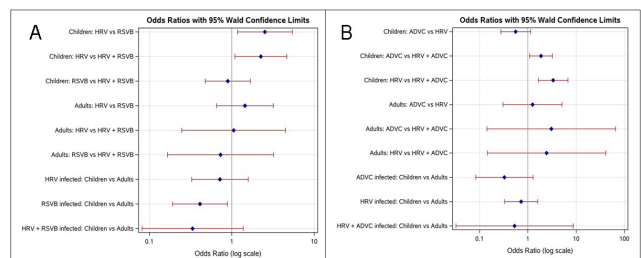 A
Odds Ratios with 95% Wald Confidence Limits
Children: HRV vs RSVB
Children: HRV vs HRV + RSVB
Children: RSVB vs HRV + RSVB
Adults: HRV vs RSVB
Adults: HRV vs HRV + RSVB
Adults: RSVB vs HRV + RSVB
HRV infected: Children vs Adults
RSVB infected: Children vs Adults
HRV + RSVB infected: Children vs Adults
0.1 1 10
Odds Ratio (log scale)
B
Odds Ratios with 95% Wald Confidence Limits
Children: ADVC vs HRV
Children: ADVC vs HRV + ADVC
Children: HRV vs HRV + ADVC
Adults: ADVC vs HRV
Adults: ADVC vs HRV + ADVC
Adults: HRV vs HRV + ADVC
ADVC infected: Children vs Adults
HRV infected: Children vs Adults
HRV + ADVC infected: Children vs Adults
0.1 1 10 100
Odds Ratio (log scale)